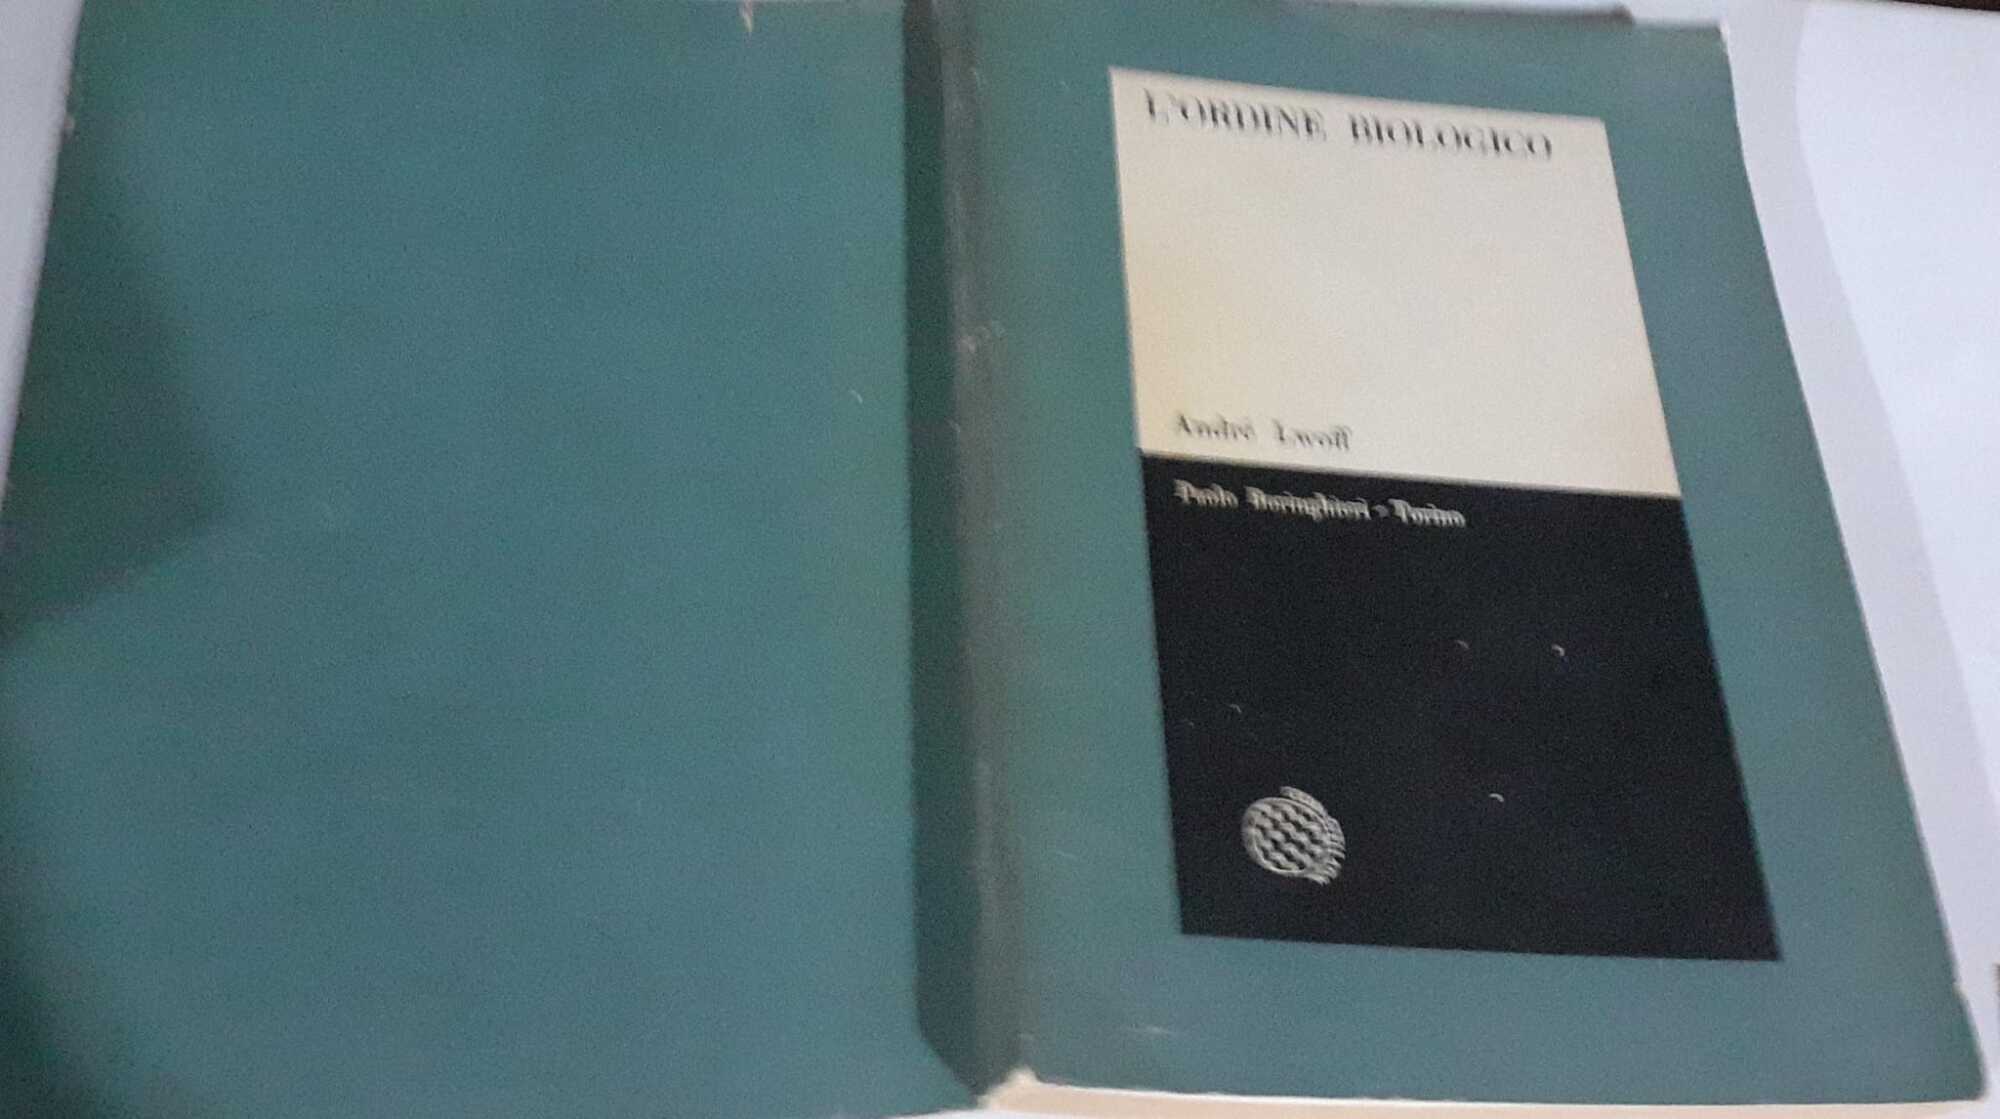 L'ORDINE BIOLOGICO
André Lwoff
Paolo Boringhieri - Torino